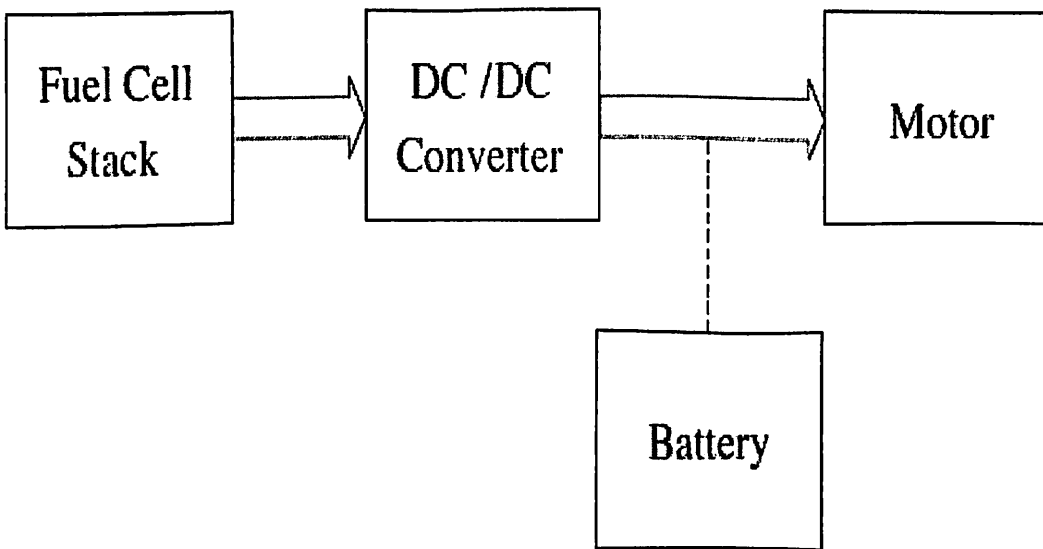 Fuel Cell
Stack
DC /DC
Converter
Motor
Battery